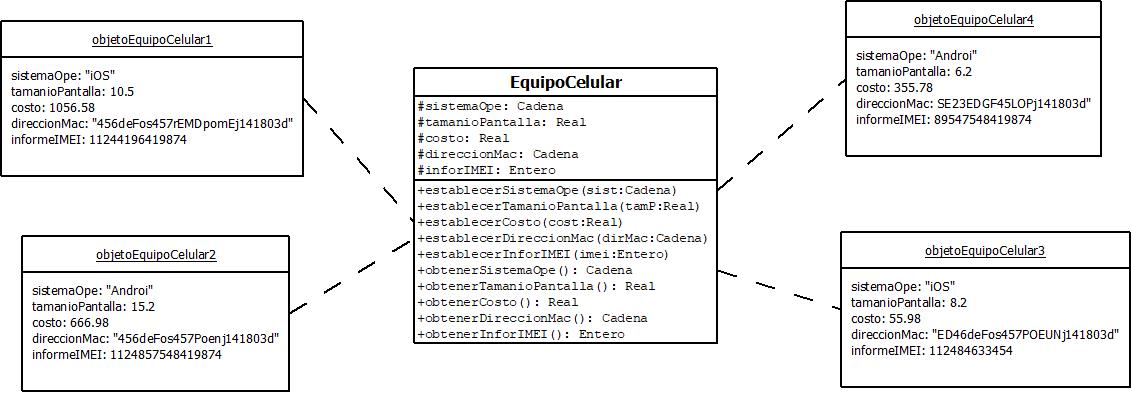 objetoEquipoCelular1
sistemaOpe: "iOS"
tamanioPantalla: 10.5
costo: 1056.58
direccionMac: "456deFos457rEMDpomEj141803d"
informeIMEI: 11244196419874
objetoEquipoCelular2
sistemaOpe: "Androi"
tamanioPantalla: 15.2
costo: 666.98
direccionMac: "456deFos457Poenj141803d"
informeIMEI: 1124857548419874
EquipoCelular
#sistemaOpe: Cadena
#tamanioPantalla: Real
#costo: Real
#direccionMac: Cadena
#inforIMEI: Entero
+establecerSistemaOpe(sist:Cadena)
+establecerTamanioPantalla(tamP:Real)
+establecerCosto(cost:Real)
+establecerDireccionMac(dirMac:Cadena)
+establecerInforIMEI(imei:Entero)
+obtenerSistemaOpe(): Cadena
+obtenerTamanioPantalla(): Real
+obtenerCosto(): Real
+obtenerDireccionMac(): Cadena
+obtenerInforIMEI(): Entero
objetoEquipoCelular4
sistemaOpe: "Androi"
tamanioPantalla: 6.2
costo: 355.78
direccionMac: SE23EDGF45LOPj141803d"
informeIMEI: 89547548419874
objetoEquipoCelular3
sistemaOpe: "iOS"
tamanioPantalla: 8.2
costo: 55.98
direccionMac: "ED46deFos457POEUNj141803d"
informeIMEI: 112484633454